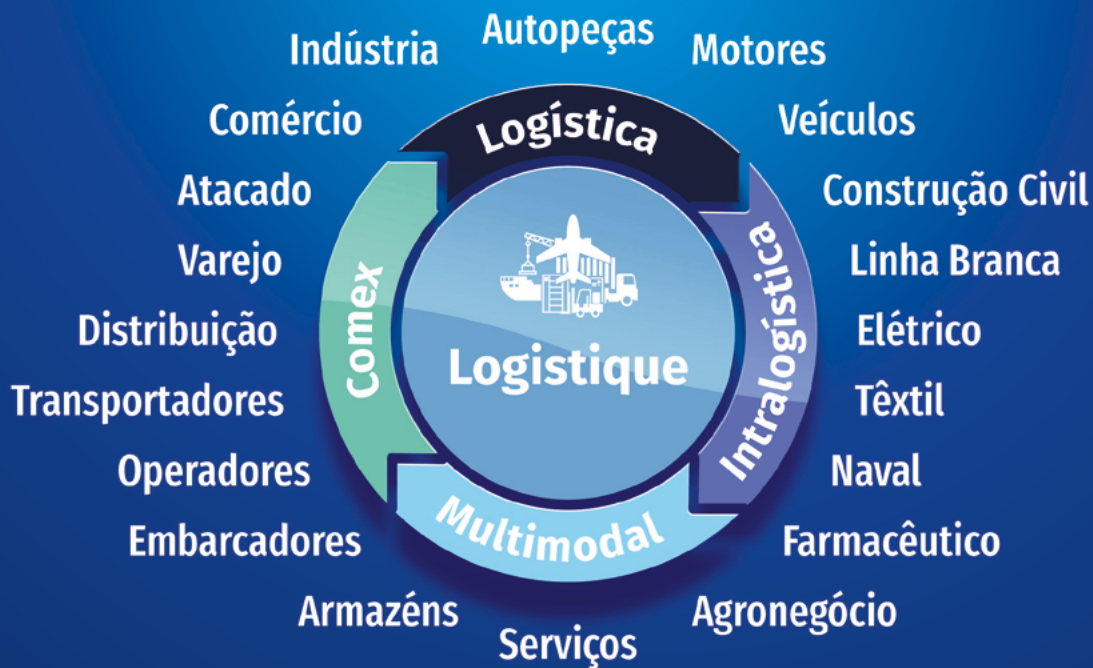 Autopeças
Indústria
Motores
Comércio
Logística
Veículos
Atacado
Construção Civil
Varejo
Linha Branca
Distribuição
Comex
Logistique
Intralogística
Elétrico
Transportadores
Têxtil
Operadores
Naval
Embarcadores
Multimodal
Farmacêutico
Armazéns
Agronegócio
Serviços